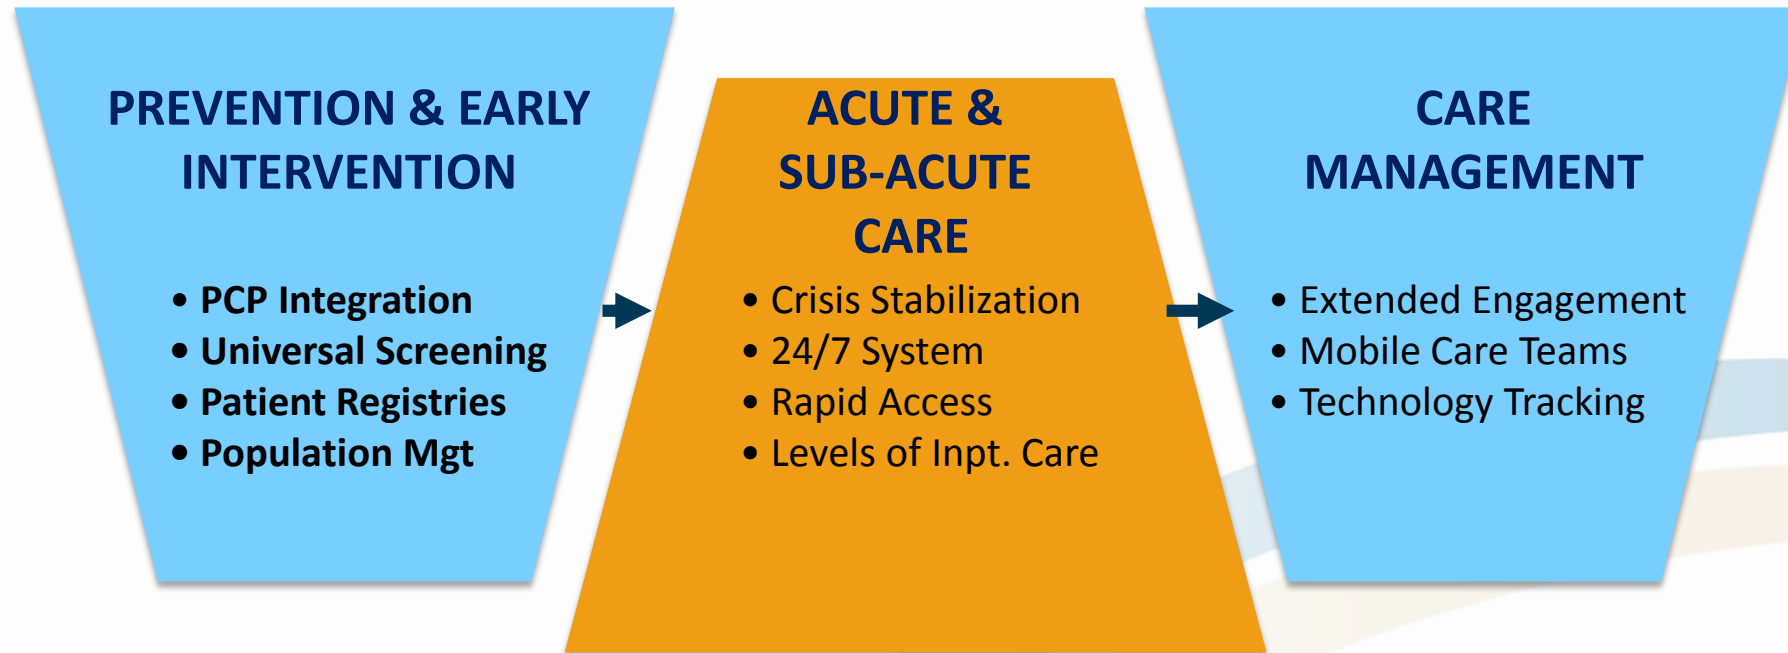 PREVENTION & EARLY
INTERVENTION
• PCP Integration
• Universal Screening
• Patient Registries
• Population Mgt
ACUTE &
SUB-ACUTE
CARE
• Crisis Stabilization
• 24/7 System
• Rapid Access
• Levels of Inpt. Care
CARE
MANAGEMENT
• Extended Engagement
• Mobile Care Teams
• Technology Tracking